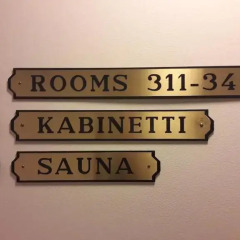 ROOMS 311-34
KABINETTI
SAUNA